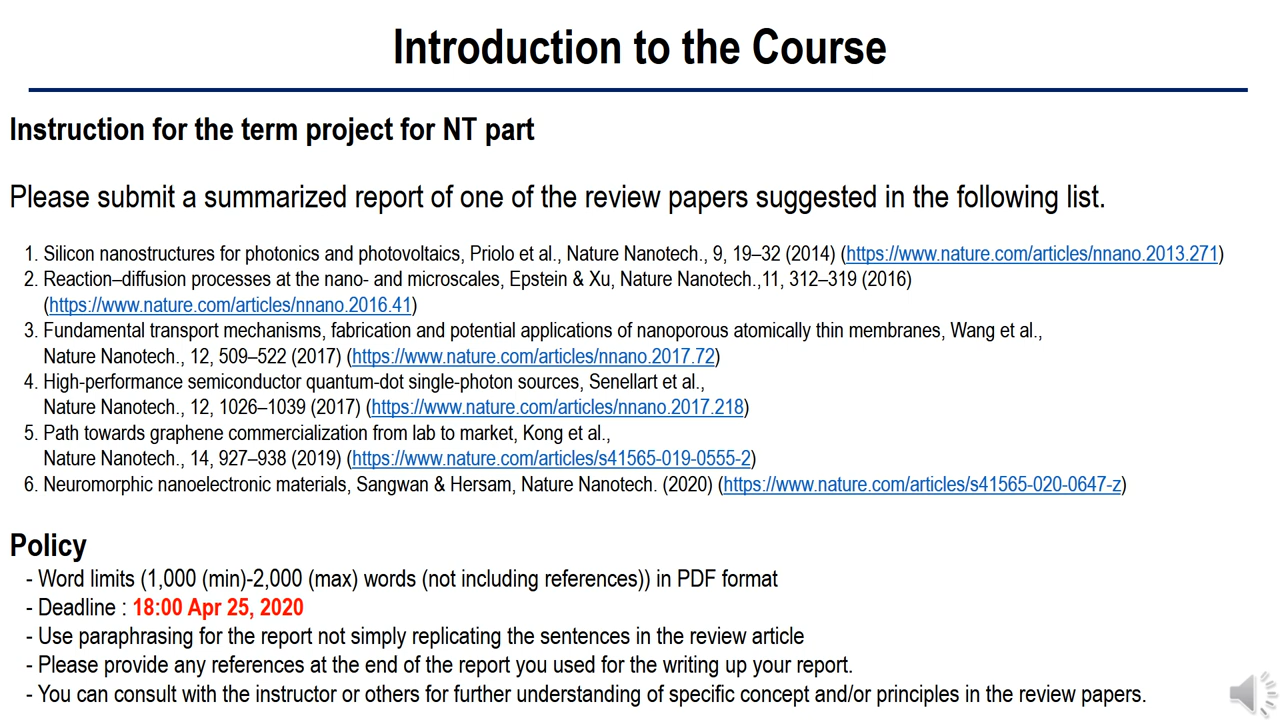 Introduction to the Course
Instruction for the term project for NT part
Please submit a summarized report of one of the review papers suggested in the following list.
1. Silicon nanostructures for photonics and photovoltaics, Priolo et al., Nature Nanotech., 9, 19–32 (2014) (https://www.nature.com/articles/nnano.2013.271)
2. Reaction–diffusion processes at the nano- and microscales, Epstein & Xu, Nature Nanotech.,11, 312–319 (2016)
(https://www.nature.com/articles/nnano.2016.41)
3. Fundamental transport mechanisms, fabrication and potential applications of nanoporous atomically thin membranes, Wang et al.,
Nature Nanotech., 12, 509–522 (2017) (https://www.nature.com/articles/nnano.2017.72)
4. High-performance semiconductor quantum-dot single-photon sources, Senellart et al.,
Nature Nanotech., 12, 1026–1039 (2017) (https://www.nature.com/articles/nnano.2017.218)
5. Path towards graphene commercialization from lab to market, Kong et al.,
Nature Nanotech., 14, 927–938 (2019) (https://www.nature.com/articles/s41565-019-0555-2)
6. Neuromorphic nanoelectronic materials, Sangwan & Hersam, Nature Nanotech. (2020) (https://www.nature.com/articles/s41565-020-0647-z)
Policy
- Word limits (1,000 (min)-2,000 (max) words (not including references)) in PDF format
- Deadline : 18:00 Apr 25, 2020
- Use paraphrasing for the report not simply replicating the sentences in the review article
- Please provide any references at the end of the report you used for the writing up your report.
- You can consult with the instructor or others for further understanding of specific concept and/or principles in the review papers.